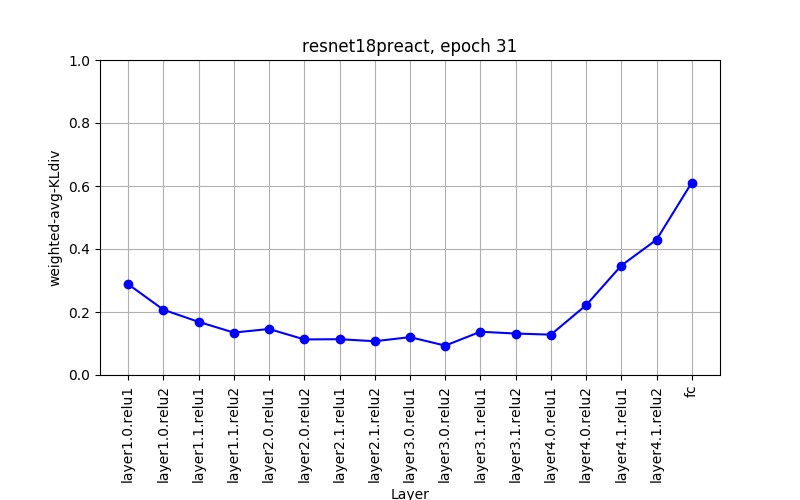 resnet18preact, epoch 31
1.0
0.8
0.6
0.4
0.2
0.0
weighted-avg-KLdiv
layer1.0.relu1
layer1.0.relu2
layer1.1.relu1
layer1.1.relu2
layer2.0.relu1
layer2.0.relu2
layer2.1.relu1
layer2.1.relu2
layer3.0.relu1
layer3.0.relu2
layer3.1.relu1
layer3.1.relu2
layer4.0.relu1
layer4.0.relu2
layer4.1.relu1
layer4.1.relu2
fc
Layer